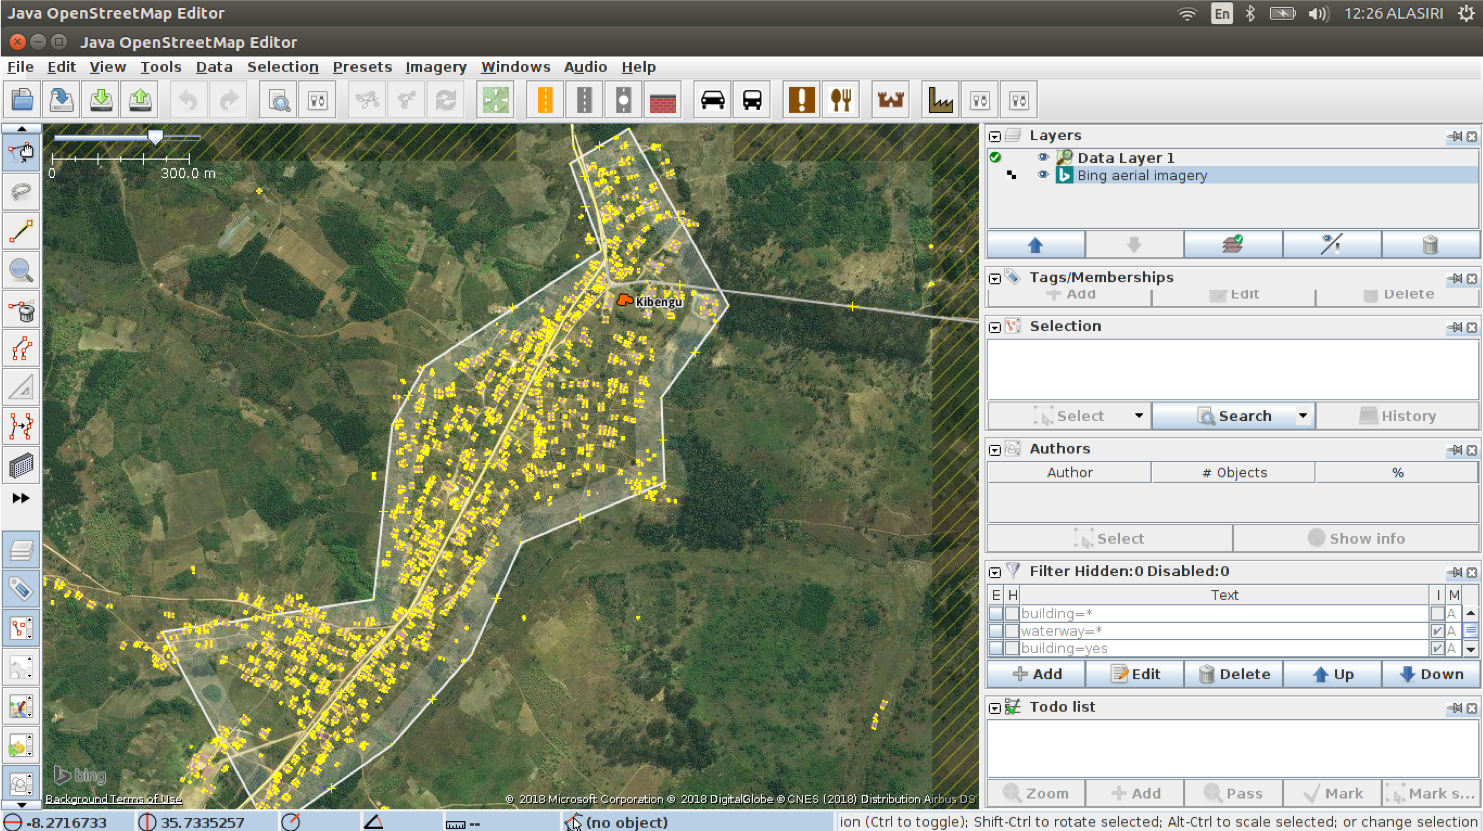 Java OpenStreetMap Editor
En
12:26 ALASIRI
Java OpenStreetMap Editor
File Edit View Tools Data Selection Presets Imagery Windows Audio Help
0 300.0 m
Kibengu
bing
Background Terms of Use
© 2018 Microsoft Corporation © 2018 DigitalGlobe © CNES (2018) Distribution Airbus DS
Layers
Data Layer 1
Bing aerial imagery
Tags/Memberships
Add Edit Delete
Selection
Select Search History
Authors
Author # Objects %
Select Show info
Filter Hidden:0 Disabled:0
E H Text I M
building=* A
waterway=* A
building=yes A
Add Edit Delete Up Down
Todo list
Zoom Add Pass Mark Mark s...
-8.2716733 35.7335257 -- (no object) ion (Ctrl to toggle); Shift-Ctrl to rotate selected; Alt-Ctrl to scale selected; or change selection